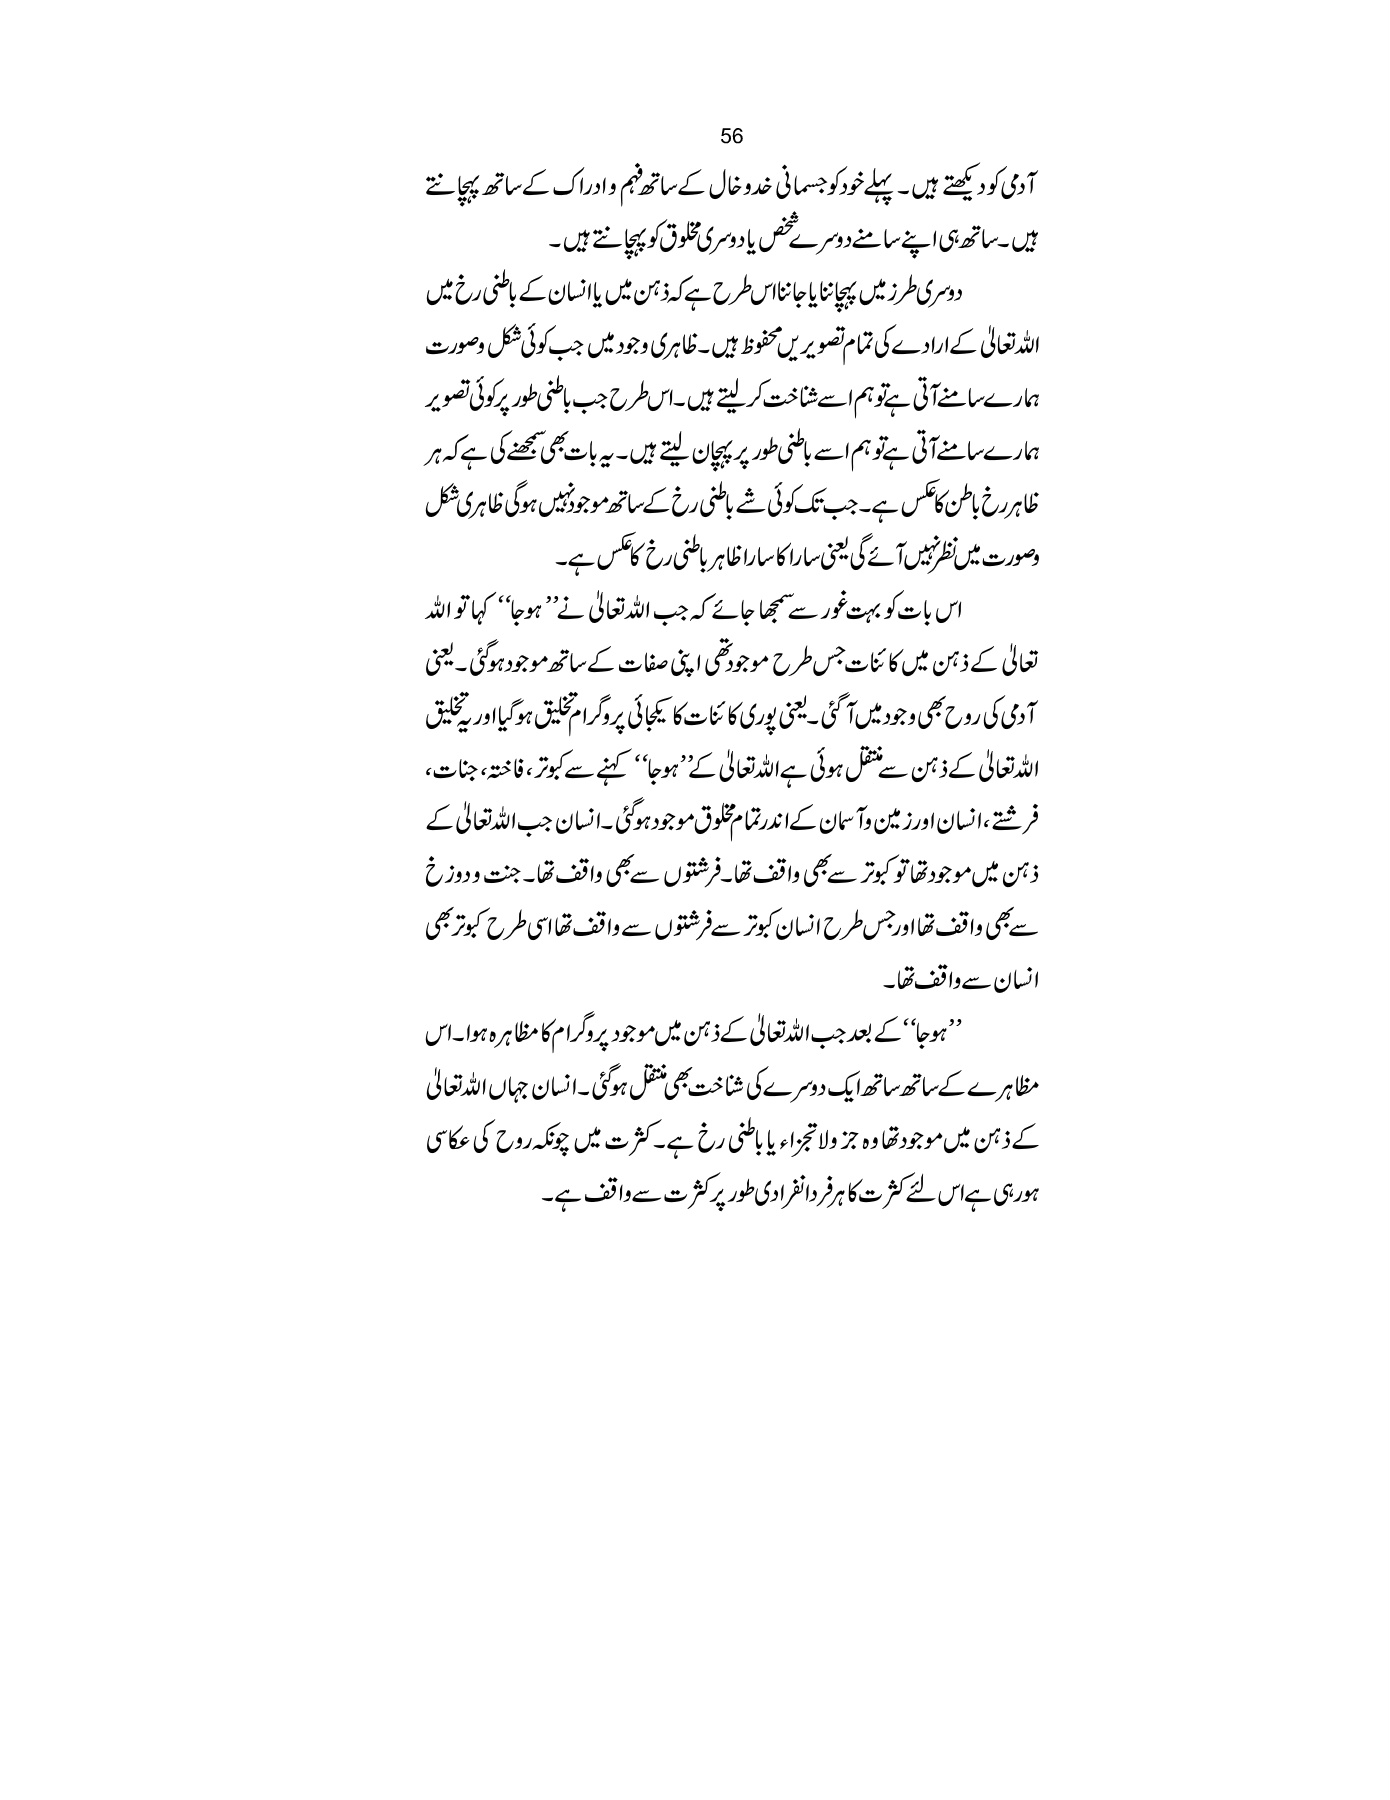 56
آدمی کو دیکھتے ہیں۔ پہلے خود کو جسمانی خدوخال کے ساتھ فہم و ادراک کے ساتھ پہچانتے
ہیں۔ ساتھ ہی اپنے سامنے دوسرے شخص یا دوسری مخلوق کو پہچانتے ہیں۔
دوسری طرز میں پہچاننا یا جاننا اس طرح ہے کہ ذہن میں یا انسان کے باطنی رخ میں
اللہ تعالیٰ کے ارادے کی تمام تصویریں محفوظ ہیں۔ ظاہری وجود میں جب کوئی شکل وصورت
ہمارے سامنے آتی ہے تو ہم اسے شناخت کر لیتے ہیں۔ اس طرح جب باطنی طور پر کوئی تصویر
ہمارے سامنے آتی ہے تو ہم اسے باطنی طور پر پہچان لیتے ہیں۔ یہ بات بھی سمجھنے کی ہے کہ ہر
ظاہر رخ باطن کا عکس ہے۔ جب تک کوئی شے باطنی رخ کے ساتھ موجود نہیں ہوگی ظاہری شکل
وصورت میں نظر نہیں آئے گی یعنی سارا کا سارا ظاہر باطنی رخ کا عکس ہے۔
اس بات کو بہت غور سے سمجھا جائے کہ جب اللہ تعالیٰ نے ’’ہوجا‘‘ کہا تو اللہ
تعالیٰ کے ذہن میں کائنات جس طرح موجود تھی اپنی صفات کے ساتھ موجود ہوگئی۔ یعنی
آدمی کی روح بھی وجود میں آ گئی۔ یعنی پوری کائنات کا یکجائی پروگرام تخلیق ہو گیا اور یہ تخلیق
اللہ تعالیٰ کے ذہن سے منتقل ہوئی ہے اللہ تعالیٰ کے ’’ہوجا‘‘ کہنے سے کبوتر، فاختہ، جنات،
فرشتے، انسان اور زمین وآسمان کے اندر تمام مخلوق موجود ہوگئی۔ انسان جب اللہ تعالیٰ کے
ذہن میں موجود تھا تو کبوتر سے بھی واقف تھا۔ فرشتوں سے بھی واقف تھا۔ جنت و دوزخ
سے بھی واقف تھا اور جس طرح انسان کبوتر سے فرشتوں سے واقف تھا اسی طرح کبوتر بھی
انسان سے واقف تھا۔
’’ہوجا‘‘ کے بعد جب اللہ تعالیٰ کے ذہن میں موجود پروگرام کا مظاہرہ ہوا۔ اس
مظاہرے کے ساتھ ساتھ ایک دوسرے کی شناخت بھی منتقل ہوگئی۔ انسان جہاں اللہ تعالیٰ
کے ذہن میں موجود تھا وہ جز ولا تجزاء یا باطنی رخ ہے۔ کثرت میں چونکہ روح کی عکاسی
ہورہی ہے اس لئے کثرت کا ہر فرد انفرادی طور پر کثرت سے واقف ہے۔